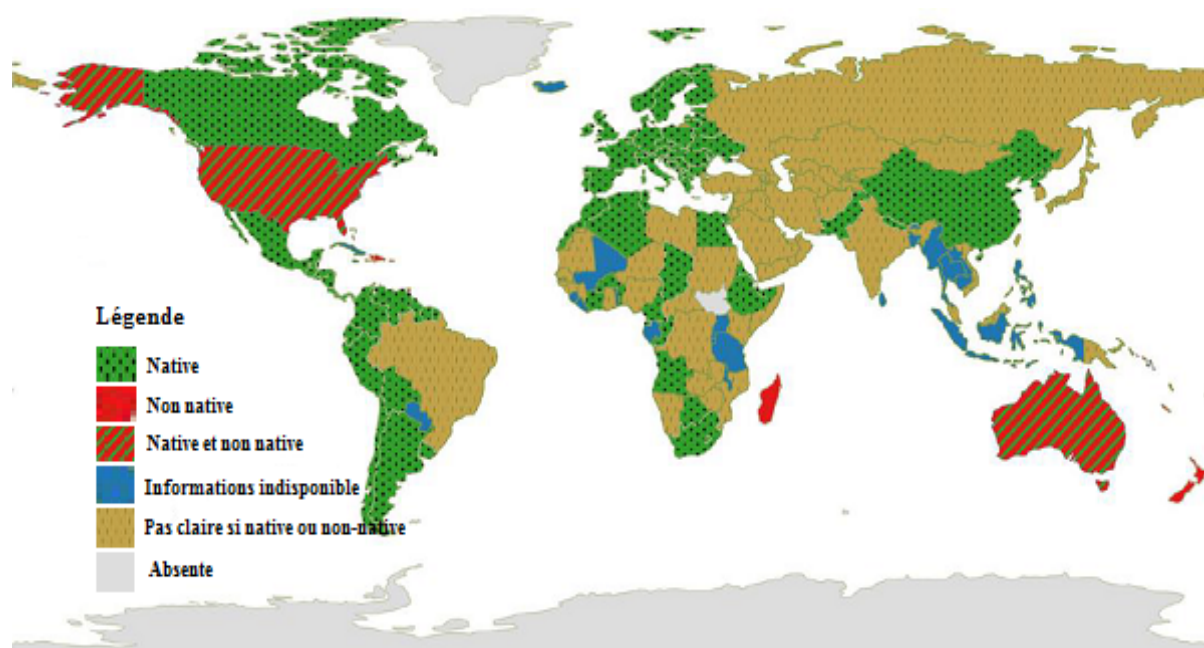 Légende
Native
Non native
Native et non native
Informations indisponible
Pas claire si native ou non-native
Absente